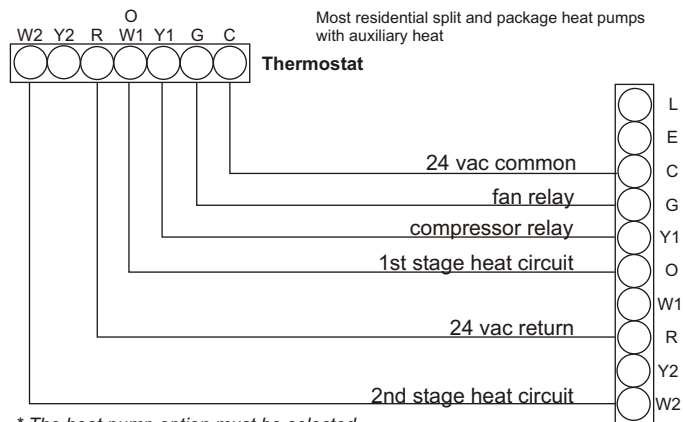 O
W2 Y2 R W1 Y1 G C
Most residential split and package heat pumps
with auxiliary heat
Thermostat
L
E
24 vac common C
fan relay G
compressor relay Y1
1st stage heat circuit O
W1
24 vac return R
Y2
2nd stage heat circuit W2
* The heat pump option must be selected